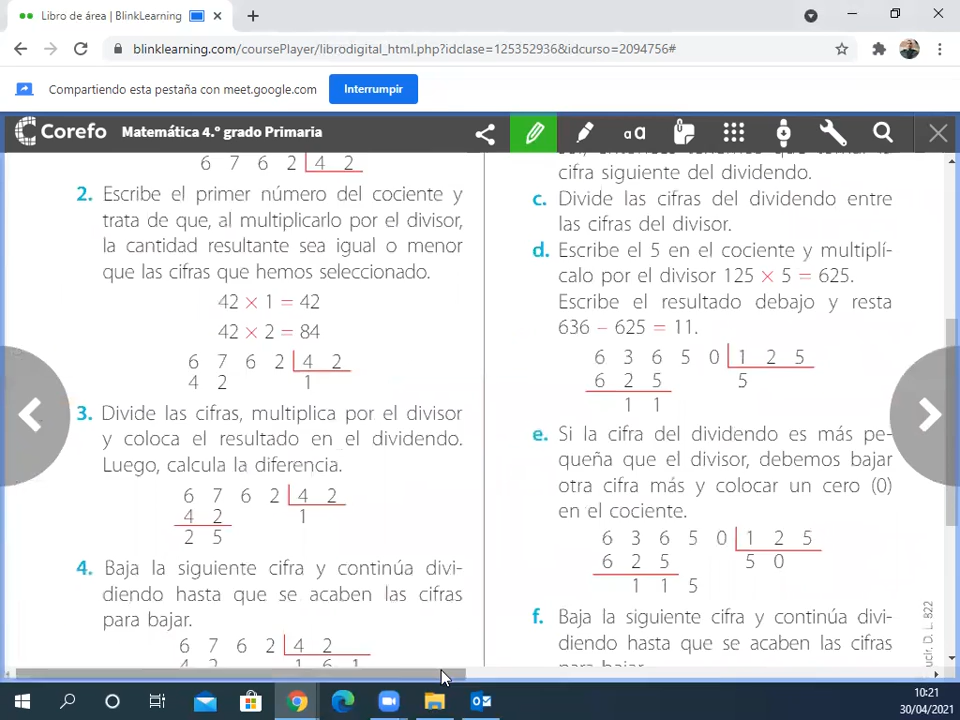 Libro de área | BlinkLearning
blinklearning.com/coursePlayer/librodigital_html.php?idclase=125352936&idcurso=2094756#
Compartiendo esta pestaña con meet.google.com
Interrumpir
Corefo
Matemática 4.º grado Primaria
aa
6 7 6 2 4 2
2. Escribe el primer número del cociente y
trata de que, al multiplicarlo por el divisor,
la cantidad resultante sea igual o menor
que las cifras que hemos seleccionado.
42 × 1 = 42
42 × 2 = 84
6 7 6 2 4 2
4 2 1
3. Divide las cifras, multiplica por el divisor
y coloca el resultado en el dividendo.
Luego, calcula la diferencia.
6 7 6 2 4 2
4 2 1
2 5
4. Baja la siguiente cifra y continúa divi-
diendo hasta que se acaben las cifras
para bajar.
6 7 6 2 4 2
4 2 1 6 1
cifra siguiente del dividendo.
c. Divide las cifras del dividendo entre
las cifras del divisor.
d. Escribe el 5 en el cociente y multiplí-
calo por el divisor 125 × 5 = 625.
Escribe el resultado debajo y resta
636 – 625 = 11.
6 3 6 5 0 1 2 5
6 2 5 5
1 1
e. Si la cifra del dividendo es más pe-
queña que el divisor, debemos bajar
otra cifra más y colocar un cero (0)
en el cociente.
6 3 6 5 0 1 2 5
6 2 5 5 0
1 1 5
f. Baja la siguiente cifra y continúa divi-
diendo hasta que se acaben las cifras
para bajar.
ucir. D. L. 822
10:21
30/04/2021